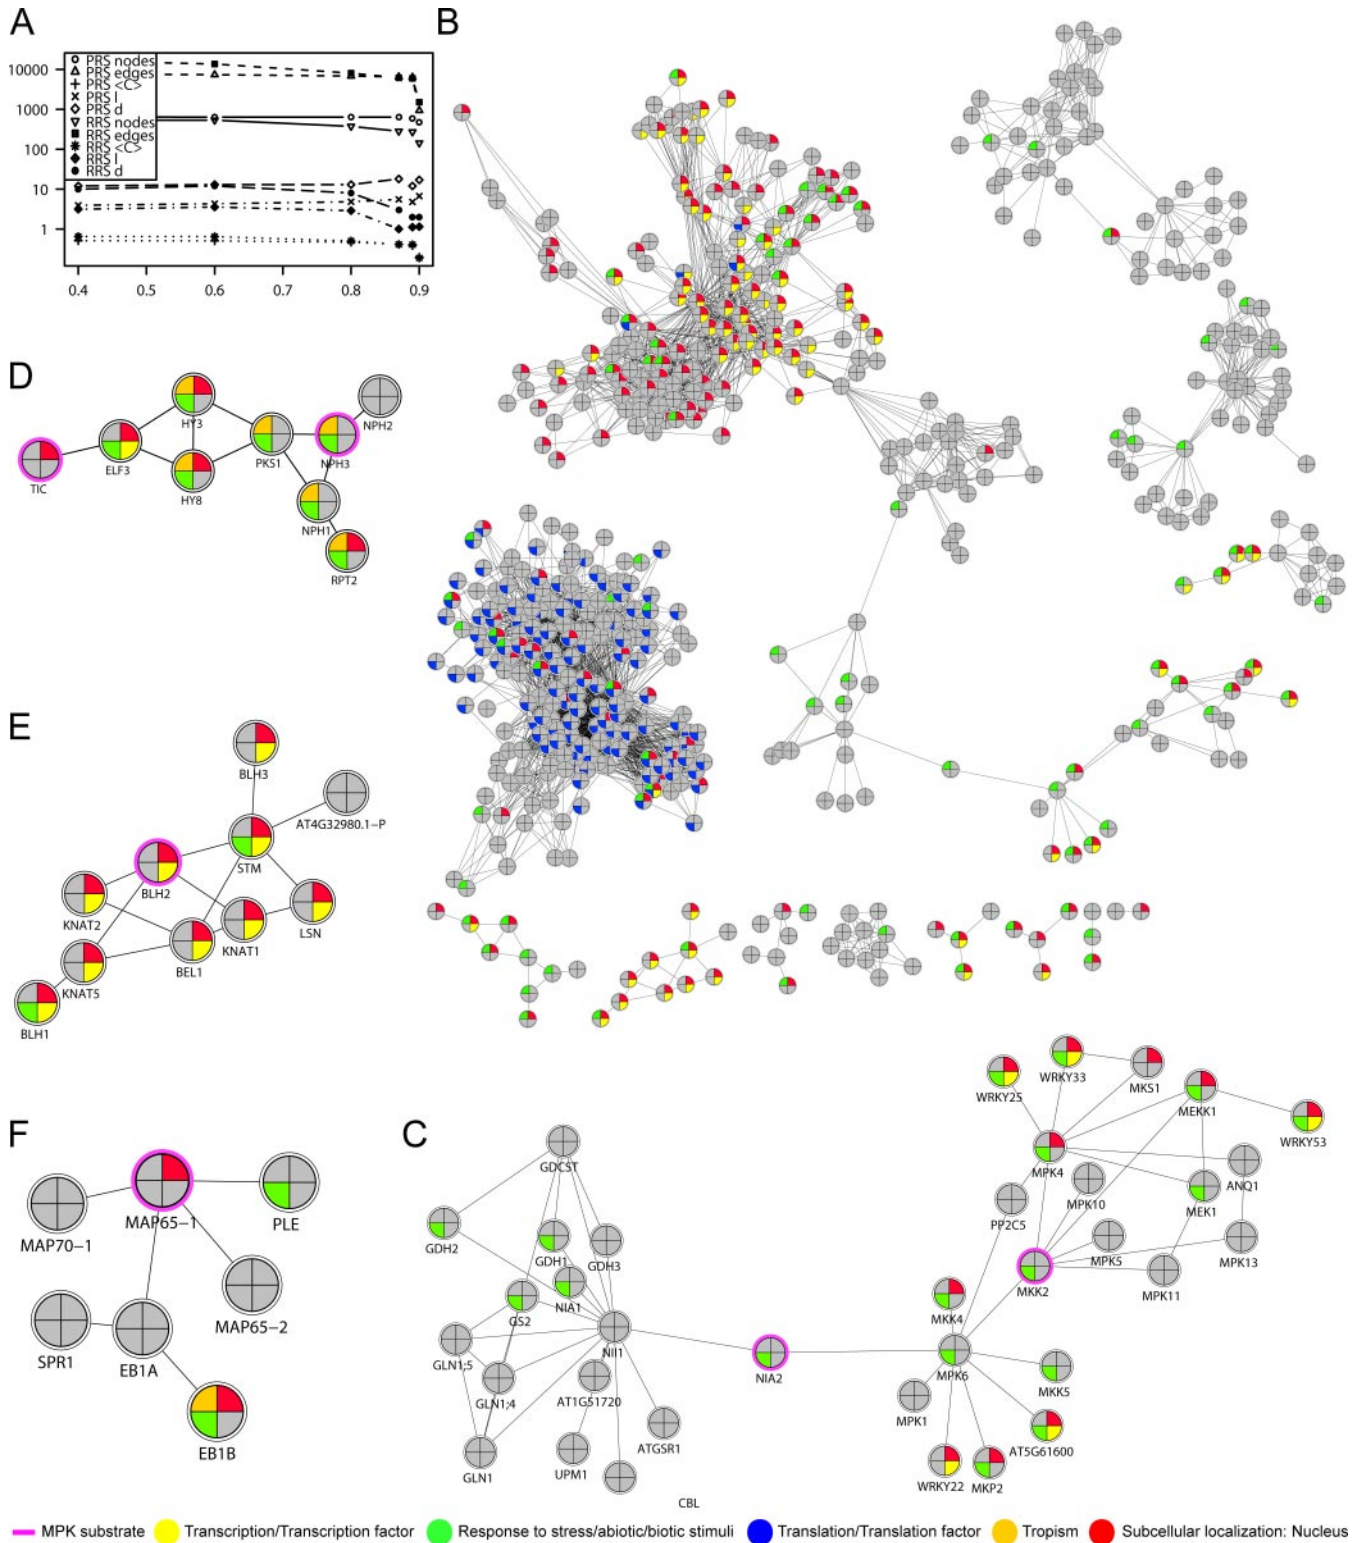 A
B
10000
1000
100
10
1
PRS nodes
PRS edges
PRS <C>
PRS l
PRS d
RRS nodes
RRS edges
RRS <C>
RRS l
RRS d
0.4 0.5 0.6 0.7 0.8 0.9
D
HY3
NPH2
TIC
ELF3
HY8
PKS1
NPH3
NPH1
RPT2
E
BLH3
AT4G32980.1-P
STM
BLH2
KNAT2
KNAT1
LSN
BEL1
KNAT5
BLH1
F
MAP65-1
PLE
MAP70-1
MAP65-2
SPR1
EB1A
EB1B
C
WRKY33
MKS1
WRKY25
MEKK1
WRKY53
MPK4
ANQ1
MPK10
MEK1
PP2C5
MPK5
MPK13
MKK2
MPK11
GDCST
GDH2
GDH1
GDH3
NIA1
GS2
NII1
MKK4
GLN1;5
NIA2
MPK6
MKK5
GLN1;4
AT1G51720
MPK1
ATGSR1
AT5G61600
GLN1
UPM1
WRKY22
MKP2
CBL
MPK substrate Transcription/Transcription factor Response to stress/abiotic/biotic stimuli Translation/Translation factor Tropism Subcellular localization: Nucleus